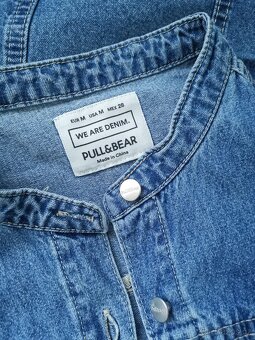 EUR M USA M MEX 28
WE ARE DENIM.
PULL&BEAR
Made in China